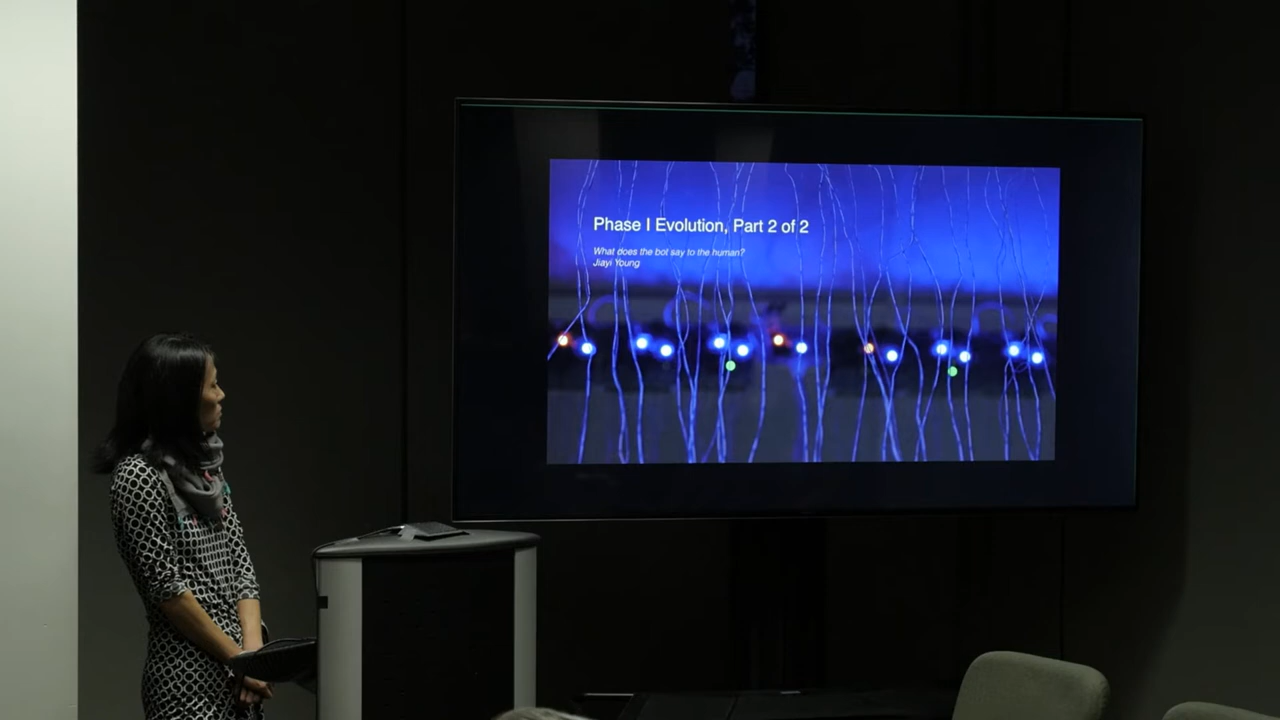 Phase I Evolution, Part 2 of 2
What does the bot say to the human?
Jiayi Young